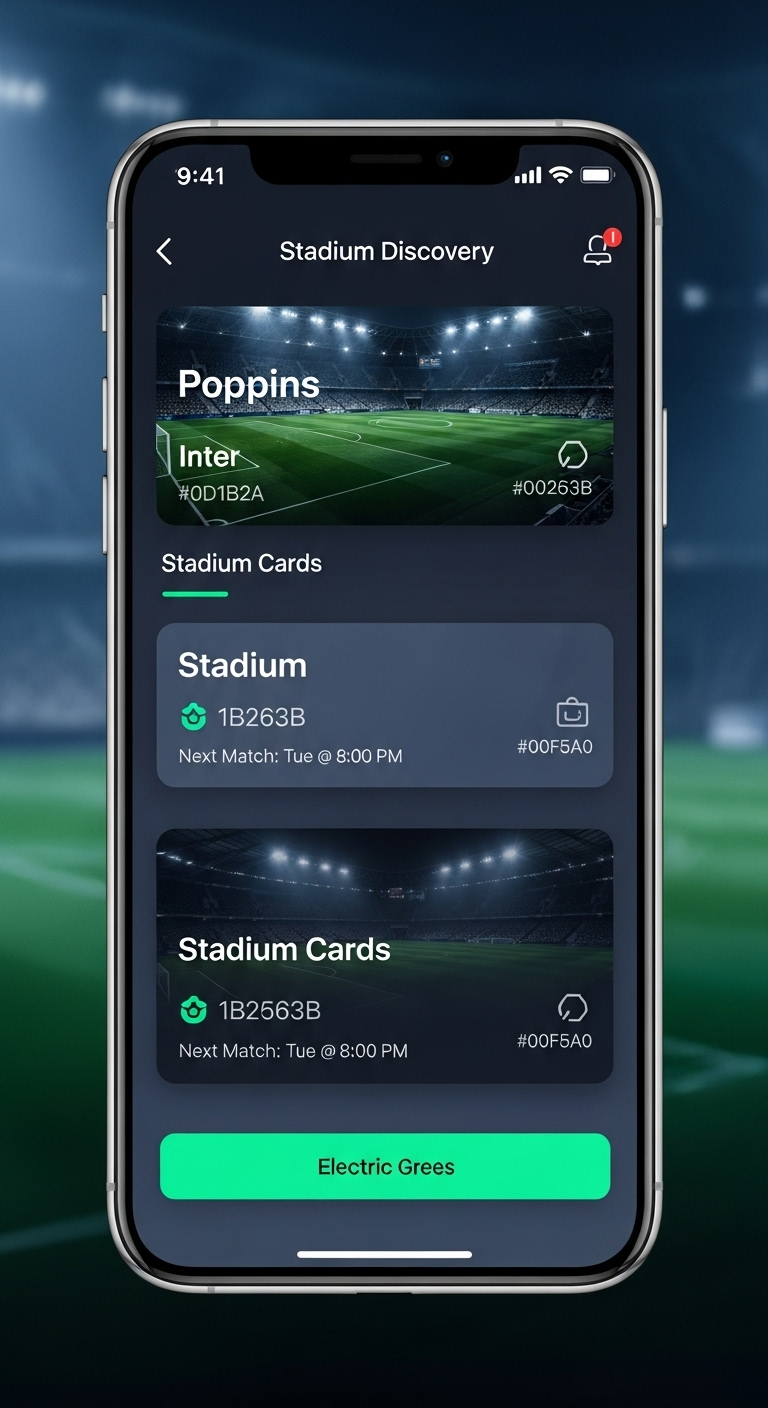 9:41
Stadium Discovery
Poppins
Inter
#0D1B2A
#00263B
Stadium Cards
Stadium
1B263B
Next Match: Tue @ 8:00 PM
#00F5A0
Stadium Cards
1B2563B
Next Match: Tue @ 8:00 PM
#00F5A0
Electric Grees